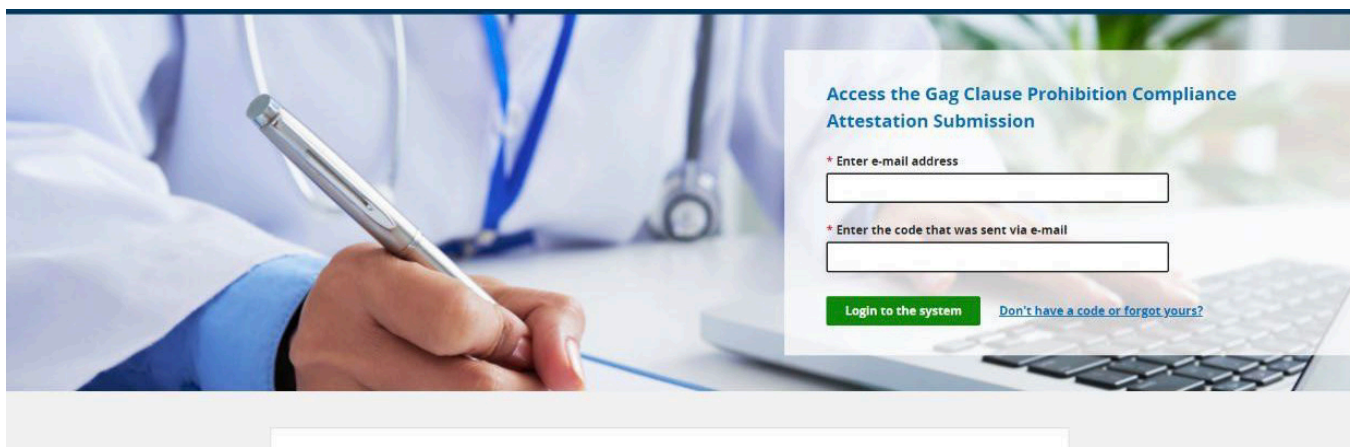 Access the Gag Clause Prohibition Compliance
Attestation Submission
* Enter e-mail address
* Enter the code that was sent via e-mail
Login to the system
Don't have a code or forgot yours?